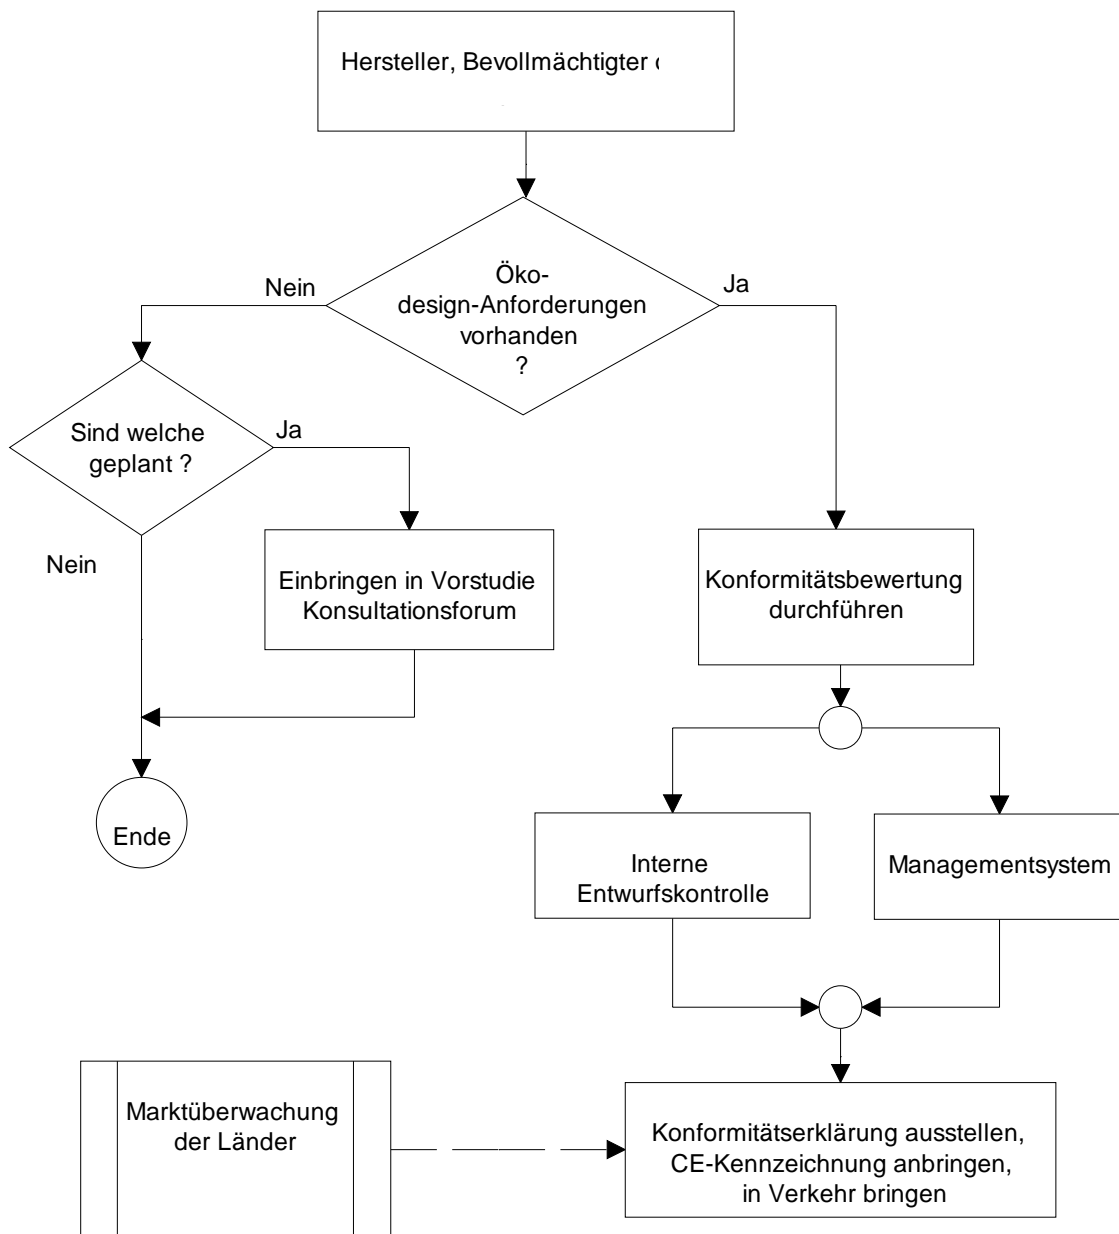 Hersteller, Bevollmächtigter
Öko-
design-Anforderungen
vorhanden
?
Nein
Ja
Sind welche
geplant ?
Ja
Nein
Einbringen in Vorstudie
Konsultationsforum
Konformitätsbewertung
durchführen
Ende
Interne
Entwurfskontrolle
Managementsystem
Marktüberwachung
der Länder
Konformitätserklärung ausstellen,
CE-Kennzeichnung anbringen,
in Verkehr bringen